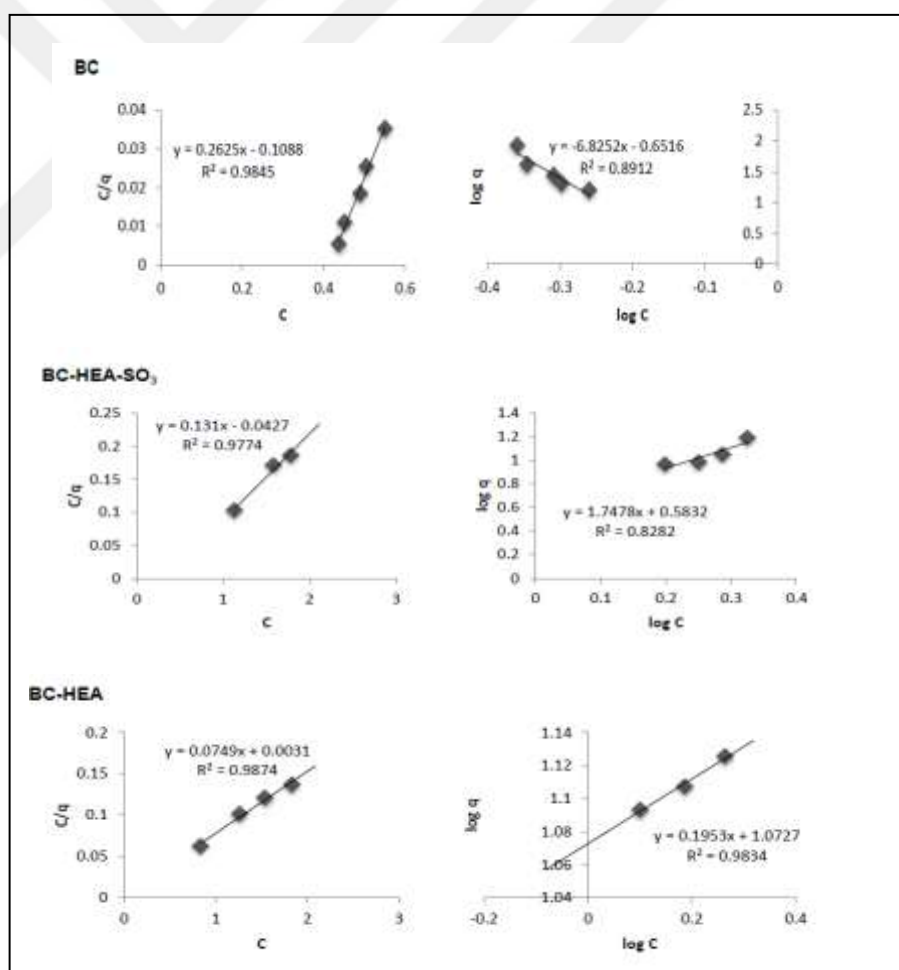 BC
0.04
0.03
0.02
0.01
0
C/q
y = 0.2625x - 0.1088
R² = 0.9845
0 0.2 0.4 0.6
C
log q
y = -6.8252x - 0.6516
R² = 0.8912
2.5
2
1.5
1
0.5
0
-0.4 -0.3 -0.2 -0.1 0
log C
BC-HEA-SO₃
0.25
0.2
0.15
0.1
0.05
0
C/q
y = 0.131x - 0.0427
R² = 0.9774
0 1 2 3
C
1.4
1.2
1
0.8
0.6
0.4
0.2
0
log q
y = 1.7478x + 0.5832
R² = 0.8282
0 0.1 0.2 0.3 0.4
log C
BC-HEA
0.2
0.15
0.1
0.05
0
C/q
y = 0.0749x + 0.0031
R² = 0.9874
0 1 2 3
C
1.14
1.12
1.1
1.08
1.06
1.04
log q
y = 0.1953x + 1.0727
R² = 0.9834
-0.2 0 0.2 0.4
log C